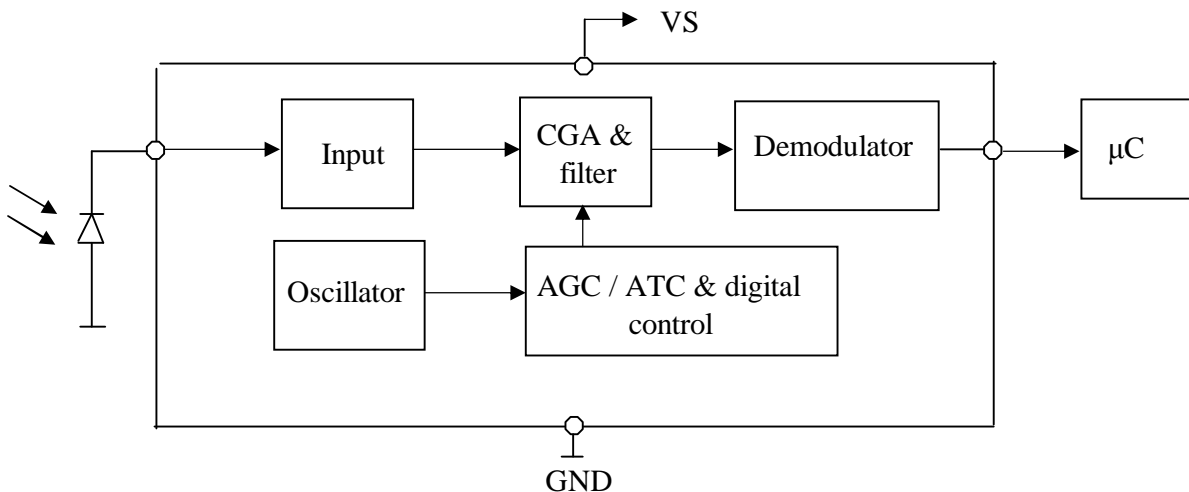 VS
Input
CGA &
filter
Demodulator
μC
Oscillator
AGC / ATC & digital
control
GND